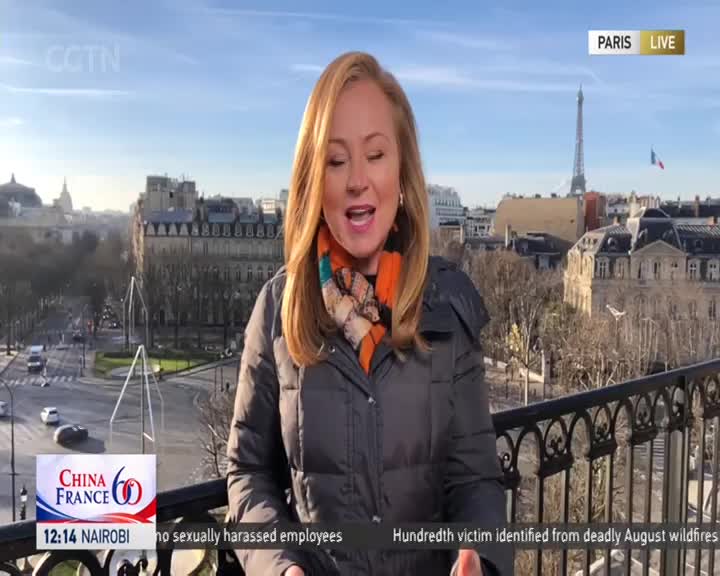 CGTN
PARIS LIVE
CHINA
FRANCE 60
12:14 NAIROBI
no sexually harassed employees Hundredth victim identified from deadly August wildfires